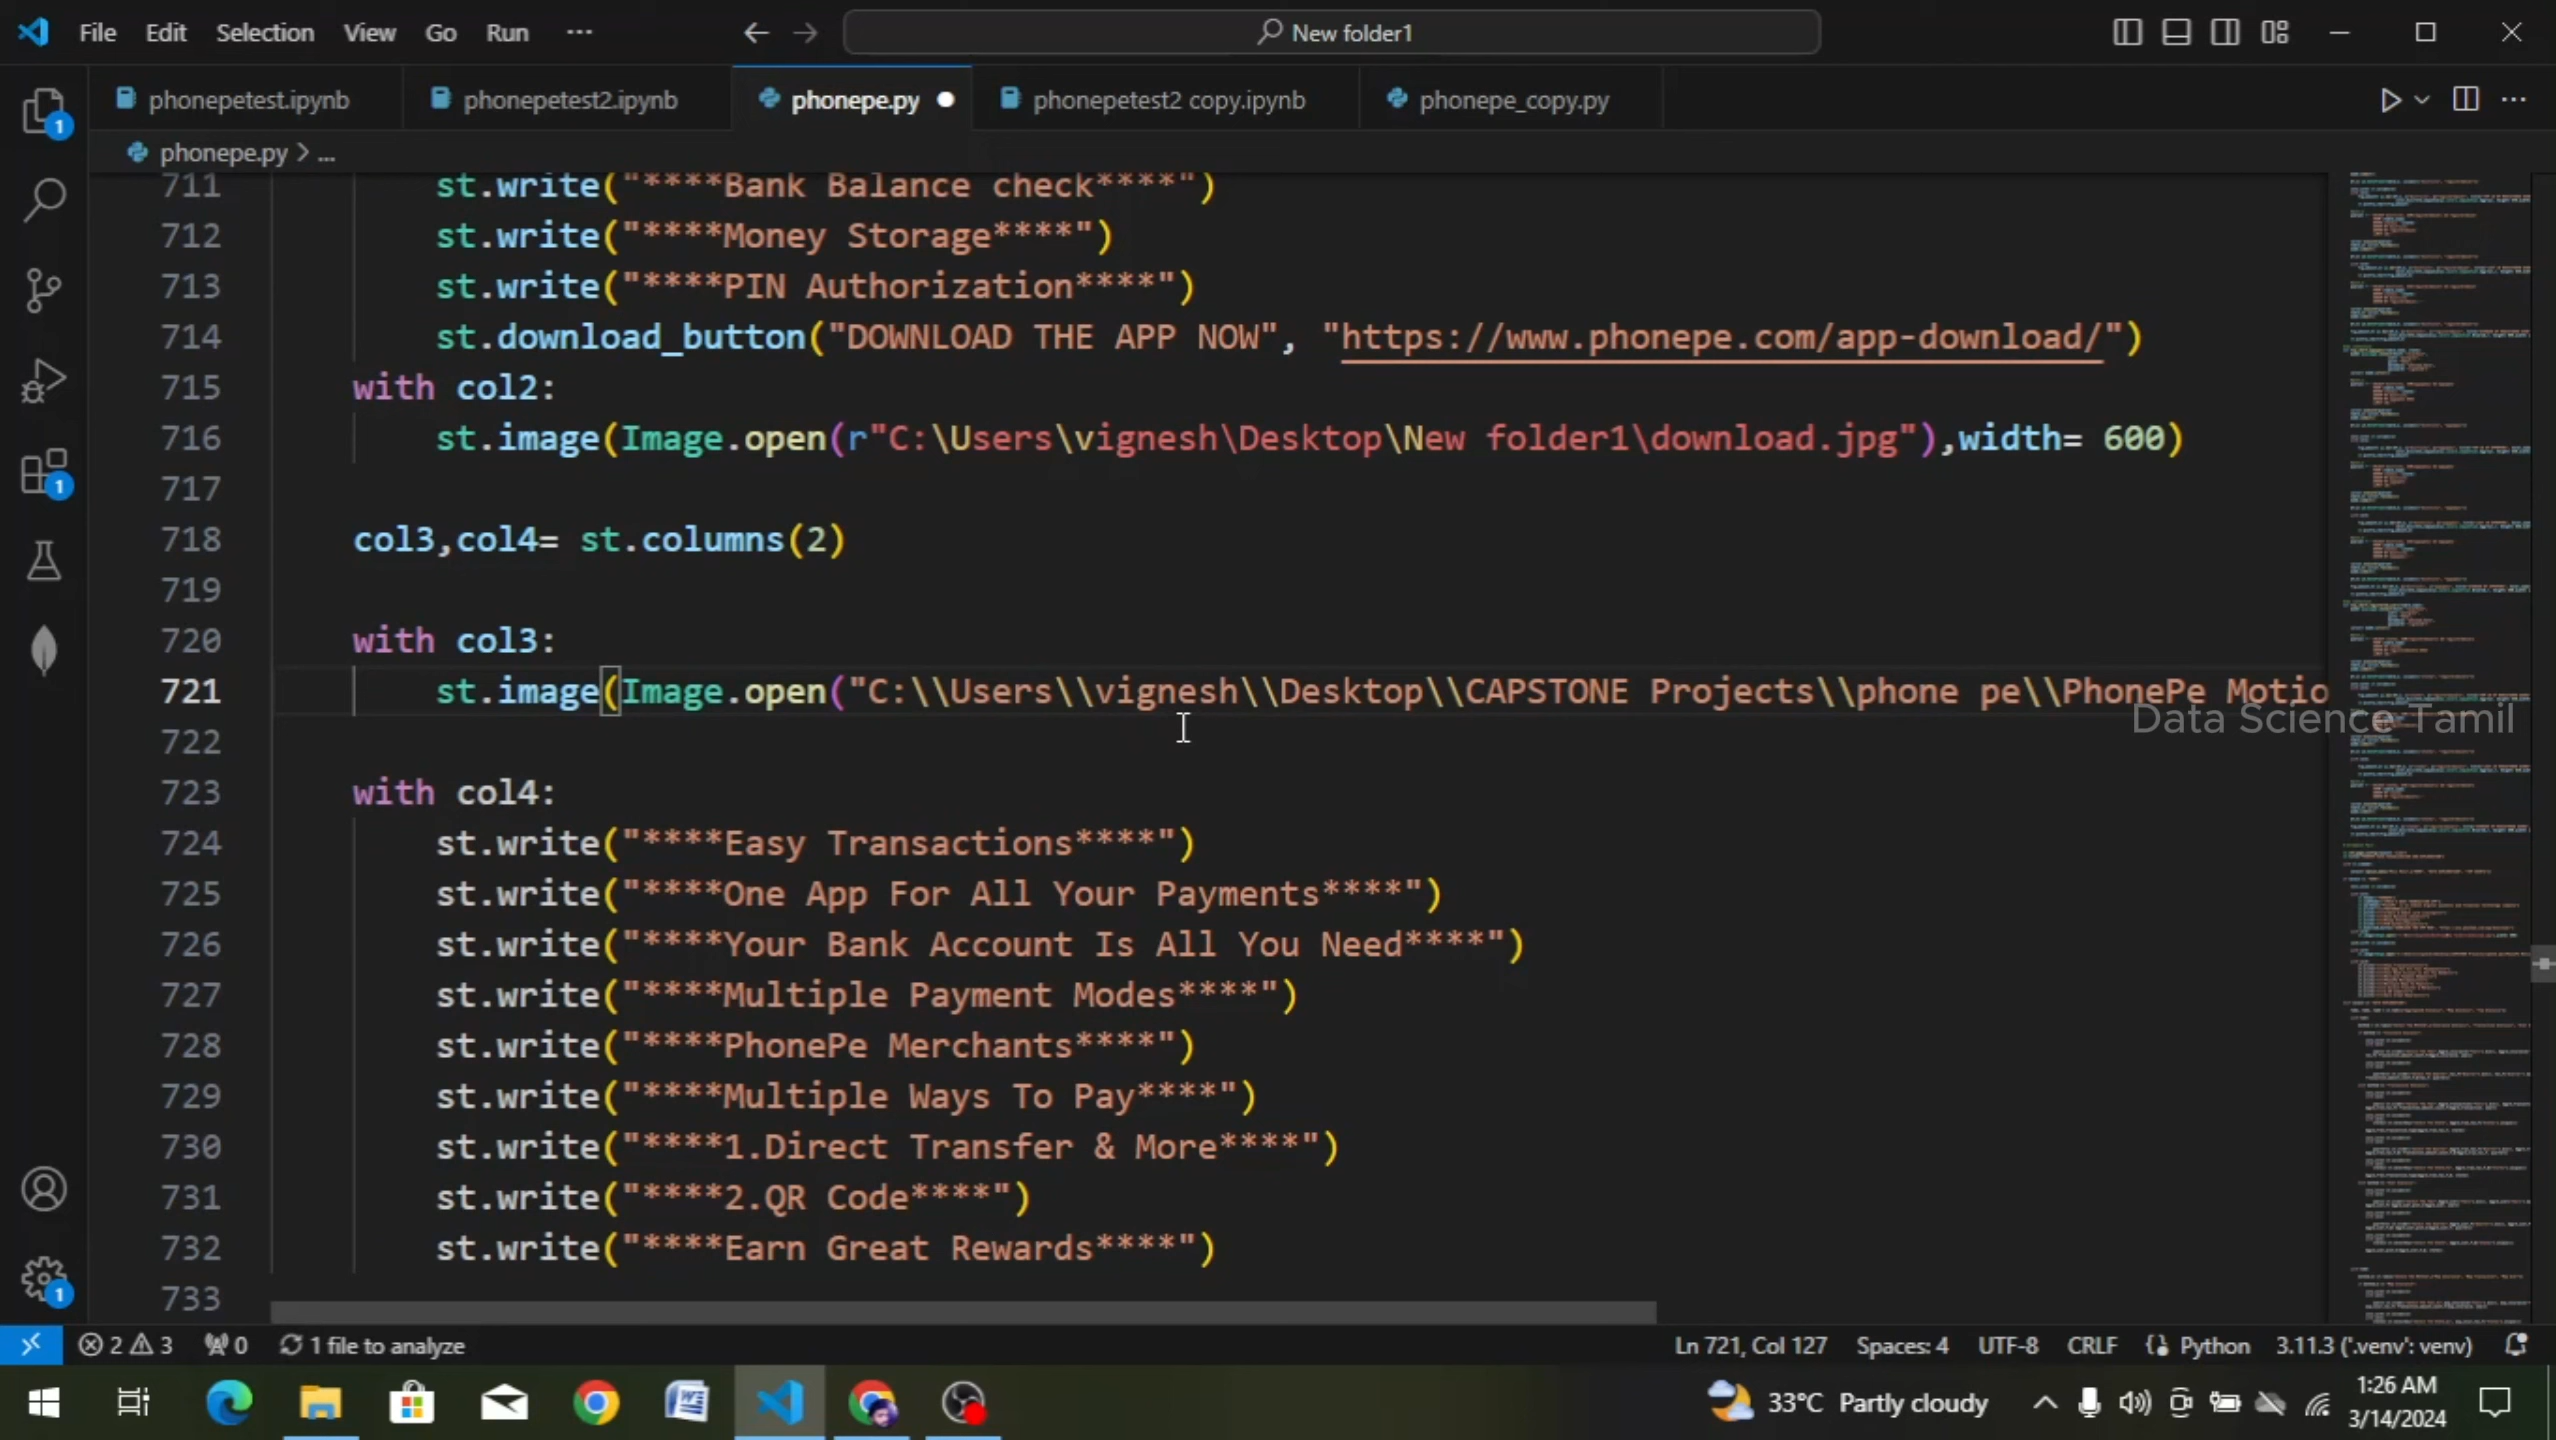 File Edit Selection View Go Run ··· New folder1
phonepetest.ipynb phonepetest2.ipynb phonepe.py phonepetest2 copy.ipynb phonepe_copy.py
phonepe.py > ...
711 st.write("****Bank Balance check****")
712 st.write("****Money Storage****")
713 st.write("****PIN Authorization****")
714 st.download_button("DOWNLOAD THE APP NOW", "https://www.phonepe.com/app-download/")
715 with col2:
716 st.image(Image.open(r"C:\Users\vignesh\Desktop\New folder1\download.jpg"),width= 600)
717
718 col3,col4= st.columns(2)
719
720 with col3:
721 st.image(Image.open("C:\\Users\\vignesh\\Desktop\\CAPSTONE Projects\\phone pe\\PhonePe Motio
Data Science Tamil
722
723 with col4:
724 st.write("****Easy Transactions****")
725 st.write("****One App For All Your Payments****")
726 st.write("****Your Bank Account Is All You Need****")
727 st.write("****Multiple Payment Modes****")
728 st.write("****PhonePe Merchants****")
729 st.write("****Multiple Ways To Pay****")
730 st.write("****1.Direct Transfer & More****")
731 st.write("****2.QR Code****")
732 st.write("****Earn Great Rewards****")
733
2 3 0 1 file to analyze Ln 721, Col 127 Spaces: 4 UTF-8 CRLF Python 3.11.3 ('.venv': venv)
33°C Partly cloudy 1:26 AM
3/14/2024